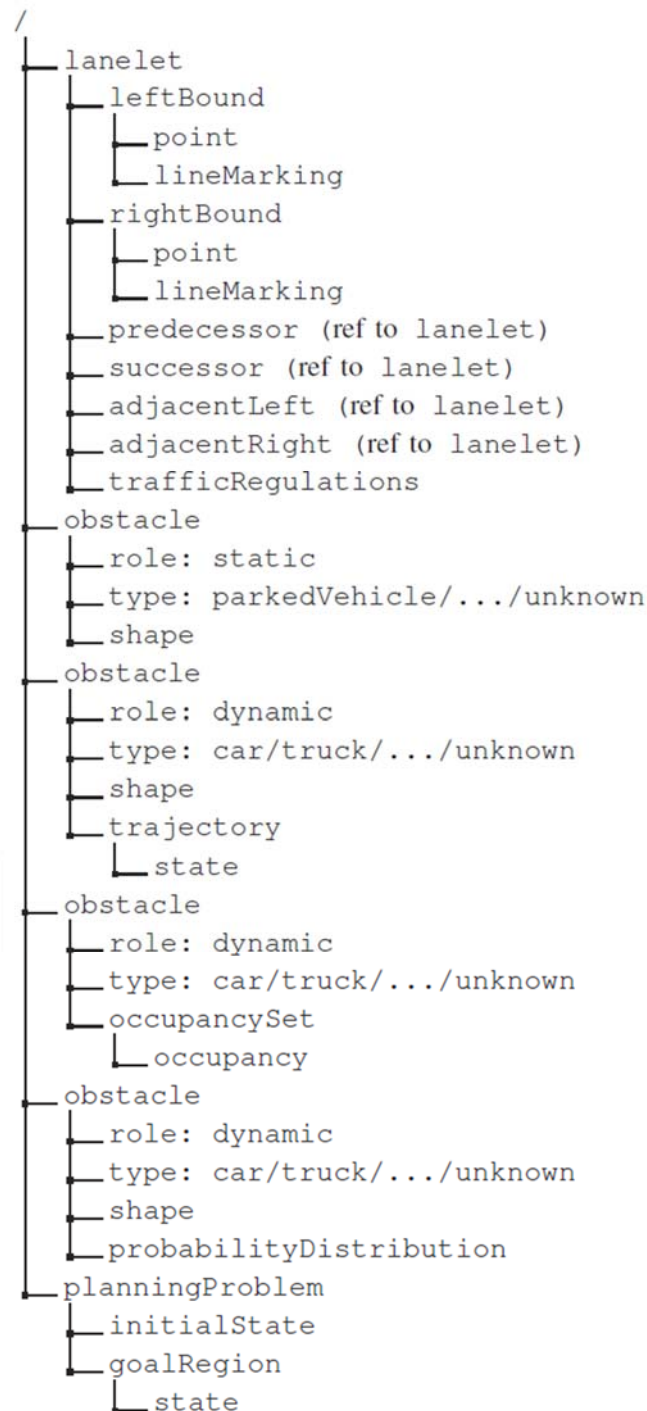 /
lanelet
leftBound
point
lineMarking
rightBound
point
lineMarking
predecessor (ref to lanelet)
successor (ref to lanelet)
adjacentLeft (ref to lanelet)
adjacentRight (ref to lanelet)
trafficRegulations
obstacle
role: static
type: parkedVehicle/.../unknown
shape
obstacle
role: dynamic
type: car/truck/.../unknown
shape
trajectory
state
obstacle
role: dynamic
type: car/truck/.../unknown
occupancySet
occupancy
obstacle
role: dynamic
type: car/truck/.../unknown
shape
probabilityDistribution
planningProblem
initialState
goalRegion
state